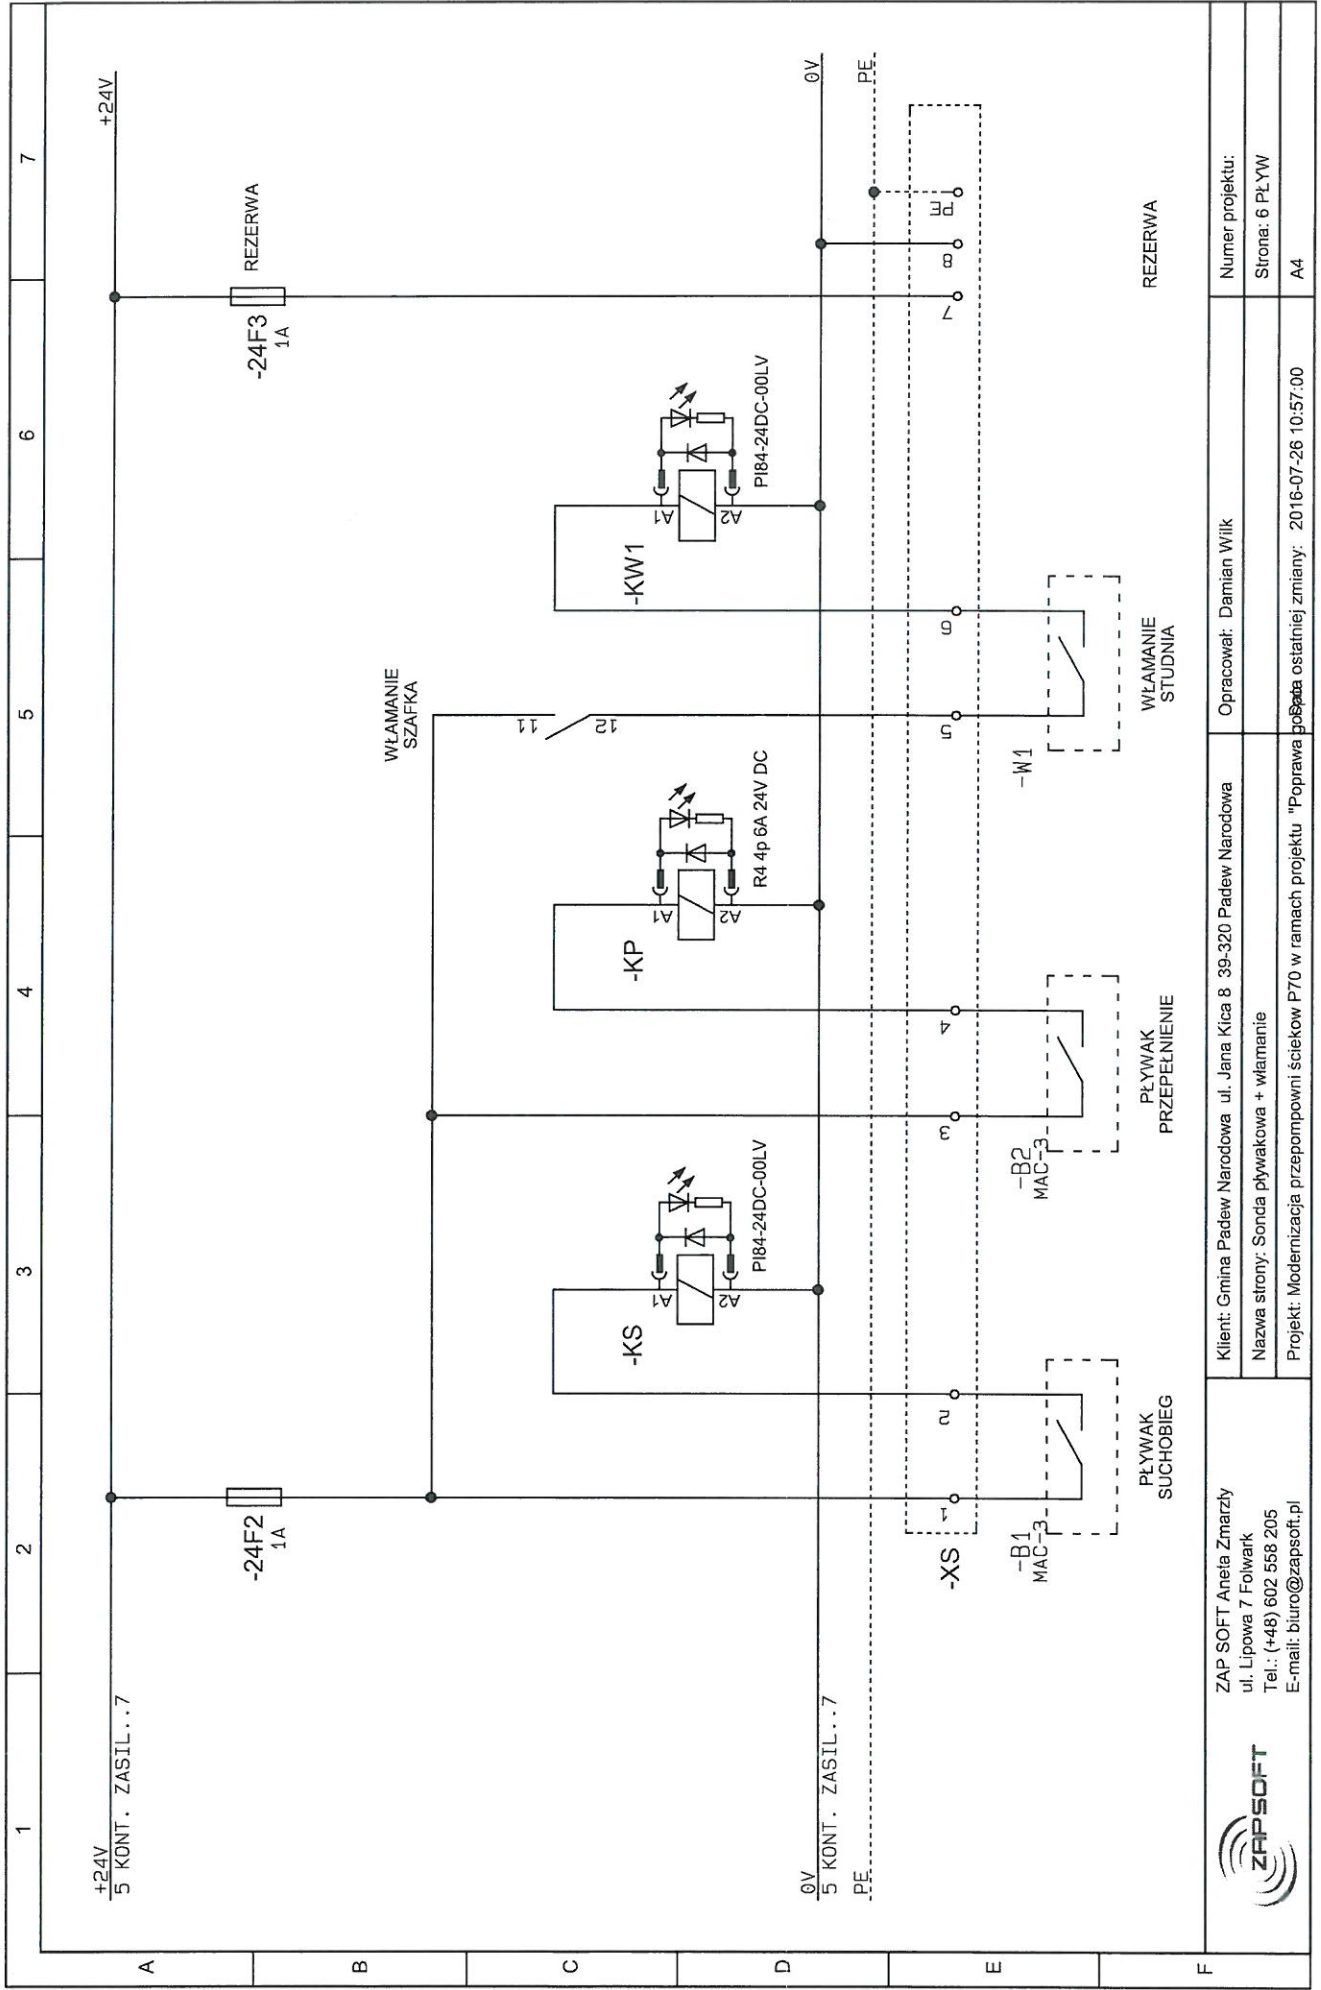 1
2
3
4
5
6
7
A
B
C
D
E
F
+24V
5 KONT. ZASIL..7
+24V
-24F2
1A
-24F3
1A
REZERWA
WŁAMANIE
SZAFKA
11
12
-KS
A1
A2
PI84-24DC-00LV
-KP
A1
A2
R4 4p 6A 24V DC
-KW1
A1
A2
PI84-24DC-00LV
0V
5 KONT. ZASIL..7
0V
PE
PE
-XS
1
2
3
4
5
6
7
8
PE
-B1
MAC-3
-B2
MAC-3
-W1
PŁYWAK
SUCHOBIEG
PŁYWAK
PRZEPEŁNIENIE
WŁAMANIE
STUDNIA
REZERWA
ZAPSOFT
ZAP SOFT Aneta Zmarzły
ul. Lipowa 7 Folwark
Tel.: (+48) 602 558 205
E-mail: biuro@zapsoft.pl
Klient: Gmina Padew Narodowa ul. Jana Kica 8 39-320 Padew Narodowa
Opracował: Damian Wilk
Numer projektu:
Nazwa strony: Sonda pływakowa + włamanie
Strona: 6 PŁYW
Projekt: Modernizacja przepompowni ściekow P70 w ramach projektu "Poprawa
ostatniej zmiany: 2016-07-26 10:57:00
A4